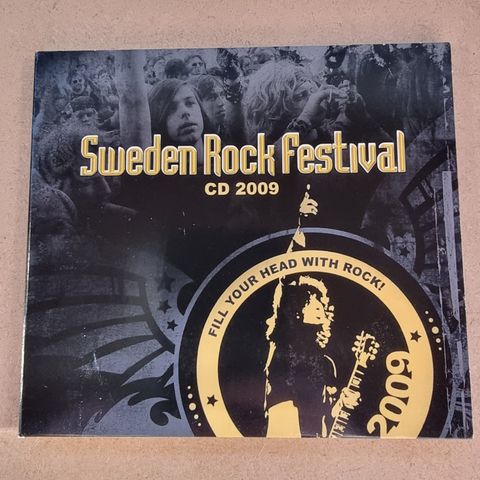 Sweden Rock Festival
CD 2009
FILL YOUR HEAD WITH ROCK!
2009